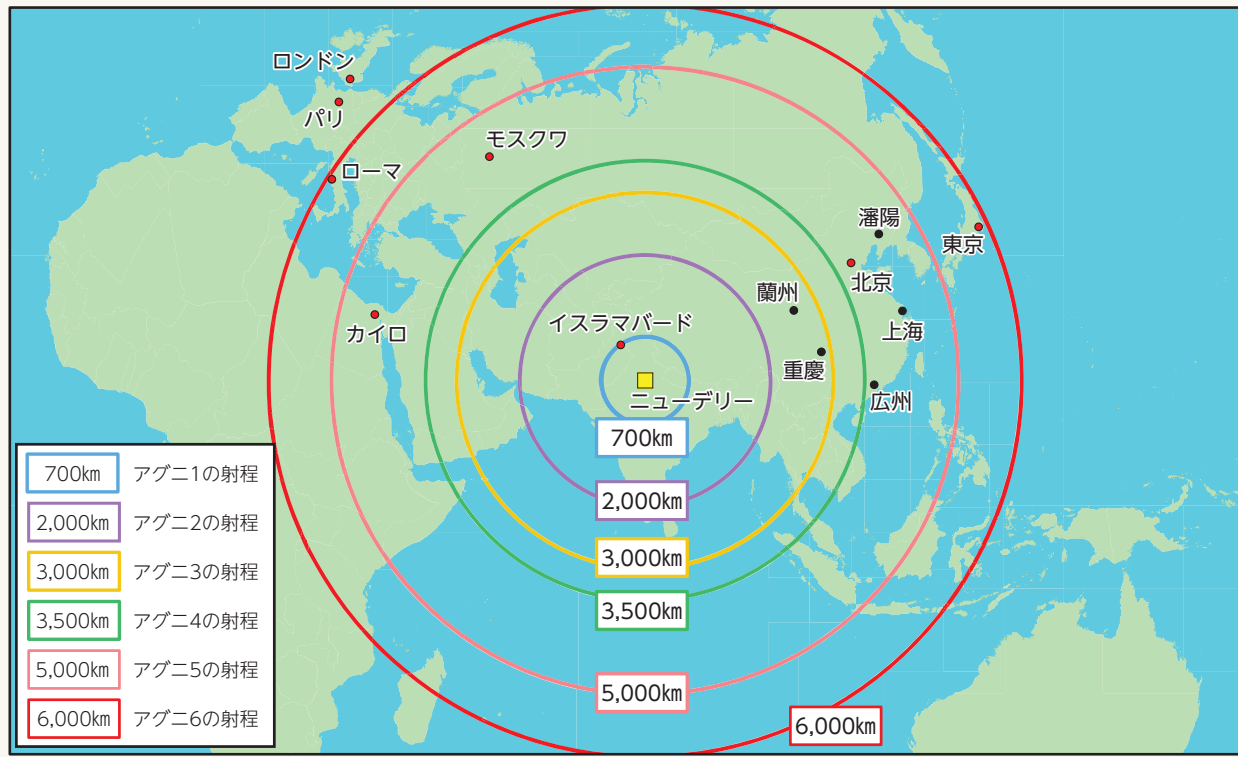 ロンドン
パリ
モスクワ
ローマ
瀋陽
東京
北京
蘭州
上海
カイロ
イスラマバード
重慶
広州
ニューデリー
700㎞
2,000㎞
3,000㎞
3,500㎞
5,000㎞
6,000㎞
700㎞ アグニ1の射程
2,000㎞ アグニ2の射程
3,000㎞ アグニ3の射程
3,500㎞ アグニ4の射程
5,000㎞ アグニ5の射程
6,000㎞ アグニ6の射程